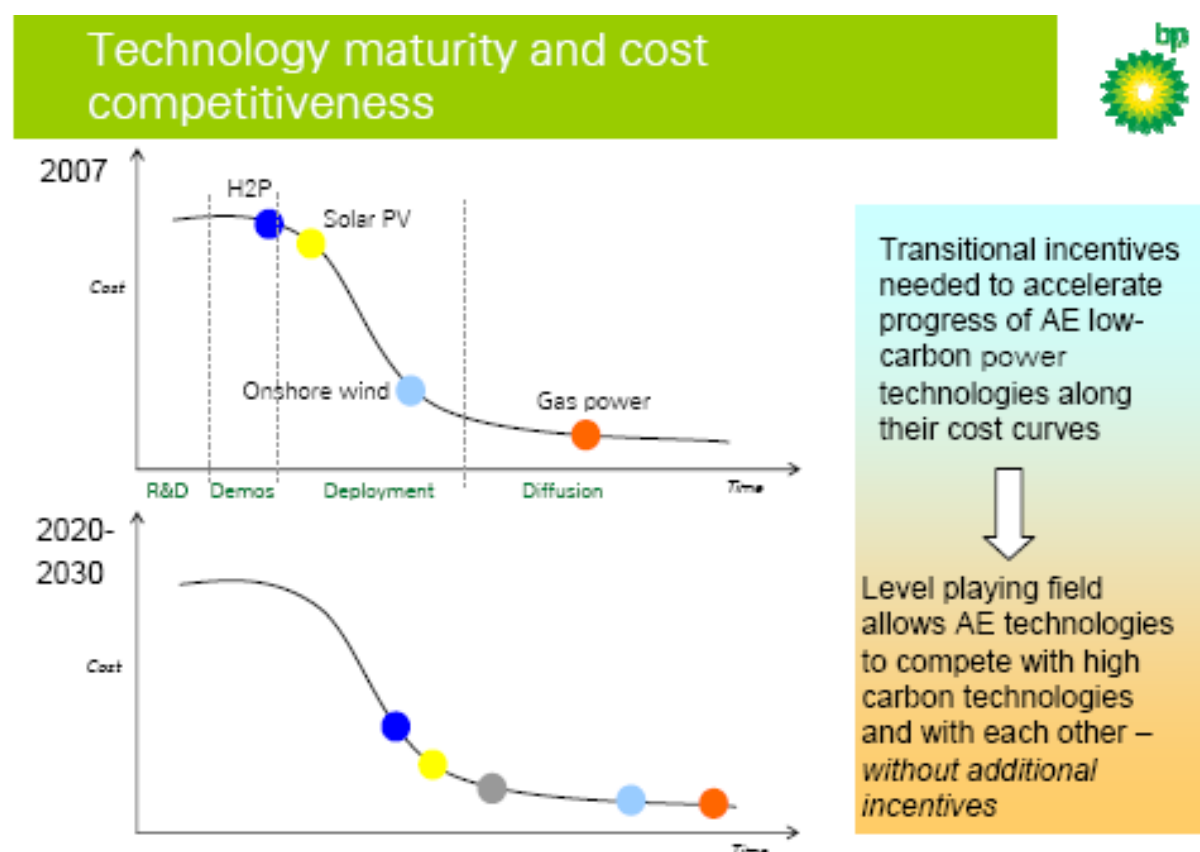 Technology maturity and cost
competitiveness
bp
2007
H2P
Solar PV
Cost
Onshore wind
Gas power
R&D
Demos
Deployment
Diffusion
Time
2020-
2030
Cost
Time
Transitional incentives
needed to accelerate
progress of AE low-
carbon power
technologies along
their cost curves
Level playing field
allows AE technologies
to compete with high
carbon technologies
and with each other –
without additional
incentives